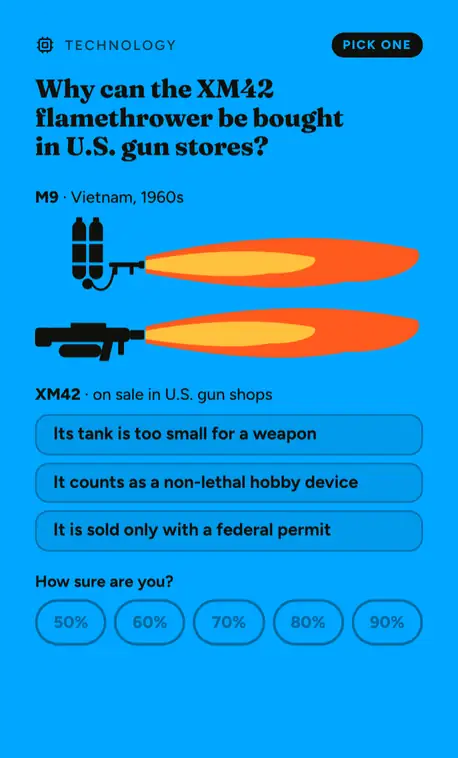 TECHNOLOGY
PICK ONE
Why can the XM42
flamethrower be bought
in U.S. gun stores?
M9 · Vietnam, 1960s
XM42 · on sale in U.S. gun shops
Its tank is too small for a weapon
It counts as a non-lethal hobby device
It is sold only with a federal permit
How sure are you?
50% 60% 70% 80% 90%